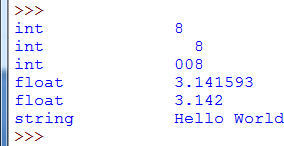 >>>
int             8
int               8
int             008
float           3.141593
float           3.142
string          Hello World
>>>